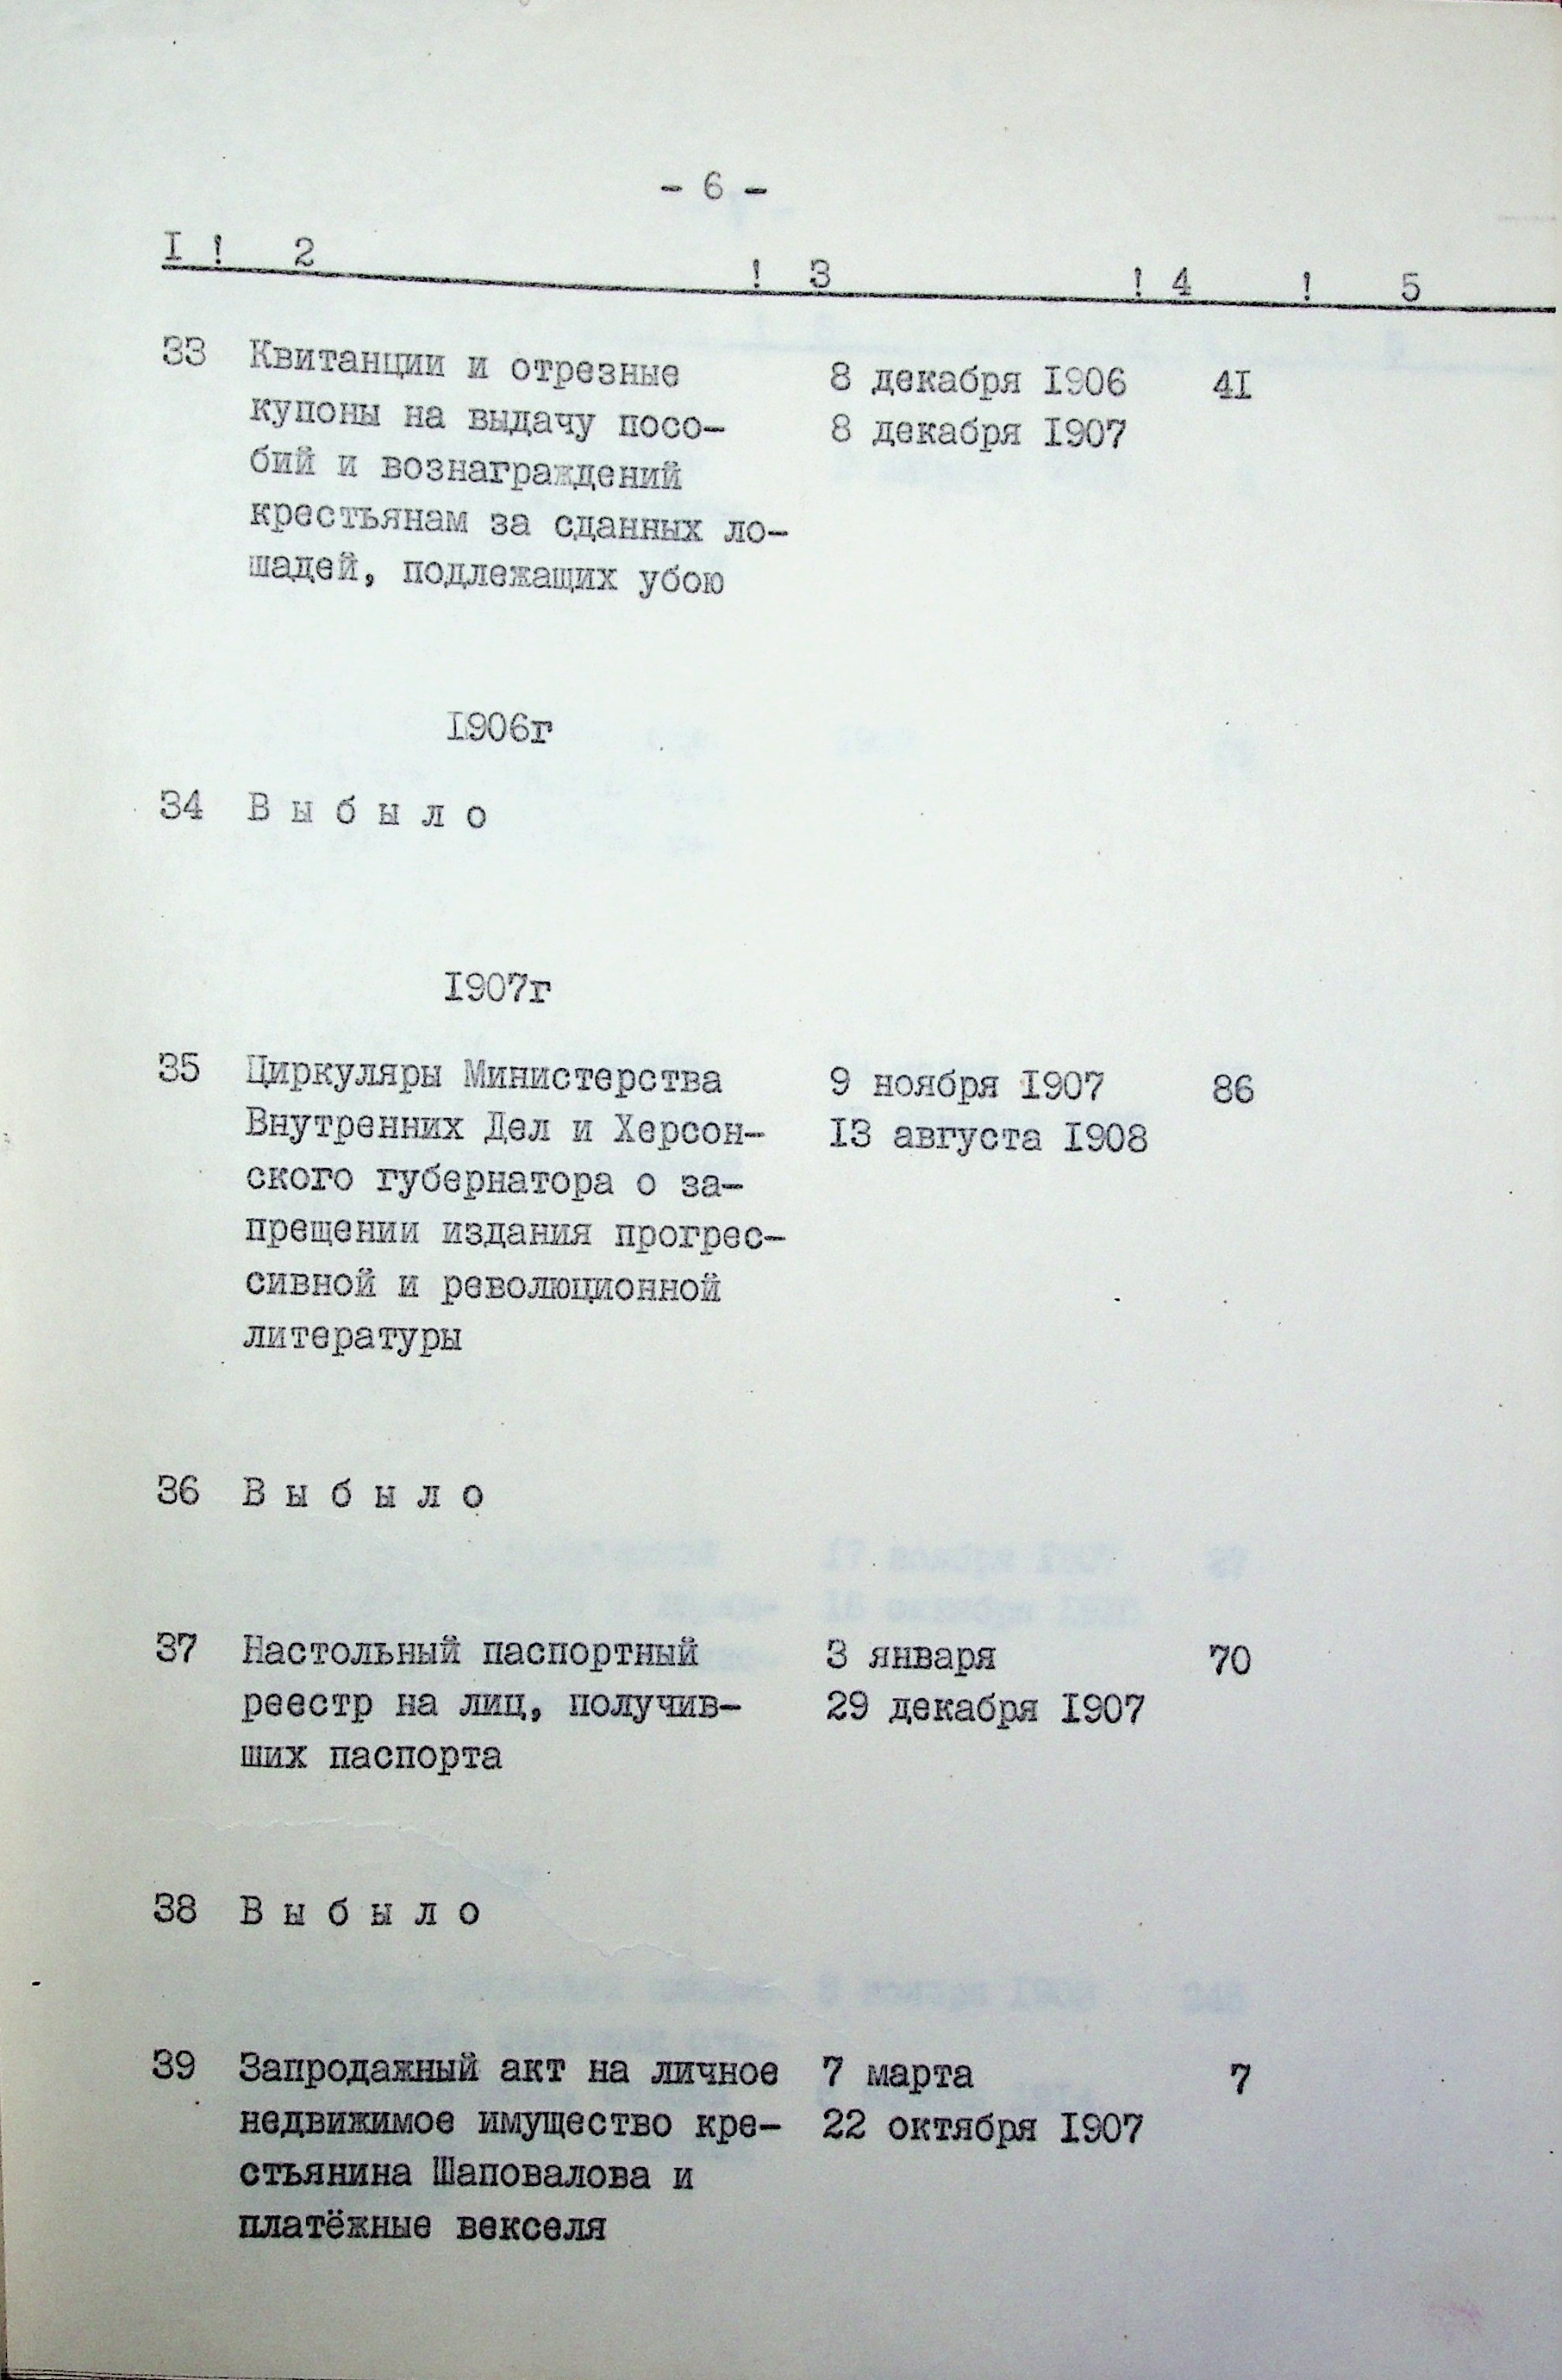 - 6 -
I ! 2 ! 3 ! 4 ! 5
33 Квитанции и отрезные 8 декабря I906 4I
купоны на выдачу посо- 8 декабря I907
бий и вознаграждений
крестьянам за сданных ло-
шадей, подлежащих убою
I906г
34 В ы б ы л о
I907г
35 Циркуляры Министерства 9 ноября I907 86
Внутренних Дел и Херсон- I3 августа I908
ского губернатора о за-
прещении издания прогрес-
сивной и революционной
литературы
36 В ы б ы л о
37 Настольный паспортный 3 января 70
реестр на лиц, получив- 29 декабря I907
ших паспорта
38 В ы б ы л о
39 Запродажный акт на личное 7 марта 7
недвижимое имущество кре- 22 октября I907
стьянина Шаповалова и
платёжные векселя